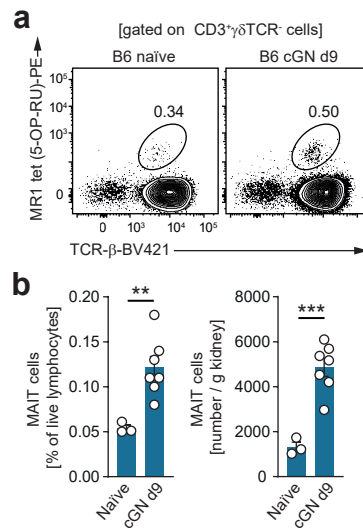 a
[gated on CD3⁺γδTCR⁻ cells]
B6 naïve B6 cGN d9
MR1 tet (5-OP-RU)-PE
10⁵
10⁴
10³
0
0.34
0.50
0 10³ 10⁴ 10⁵
TCR-β-BV421
b
MAIT cells
[% of live lymphocytes]
0.20
0.15
0.10
0.05
0.00
**
Naïve
cGN d9
MAIT cells
[number / g kidney]
8000
6000
4000
2000
0
***
Naïve
cGN d9